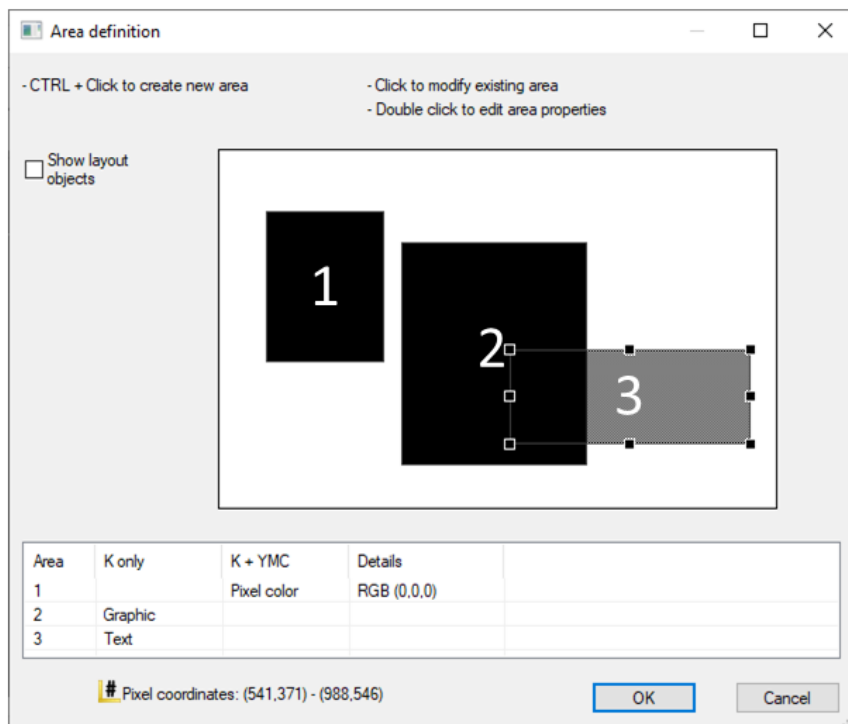 Area definition
- CTRL + Click to create new area
- Click to modify existing area
- Double click to edit area properties
Show layout
objects
1
2
3
Area K only K + YMC Details
1 Pixel color RGB (0,0,0)
2 Graphic
3 Text
# Pixel coordinates: (541,371) - (988,546)
OK Cancel